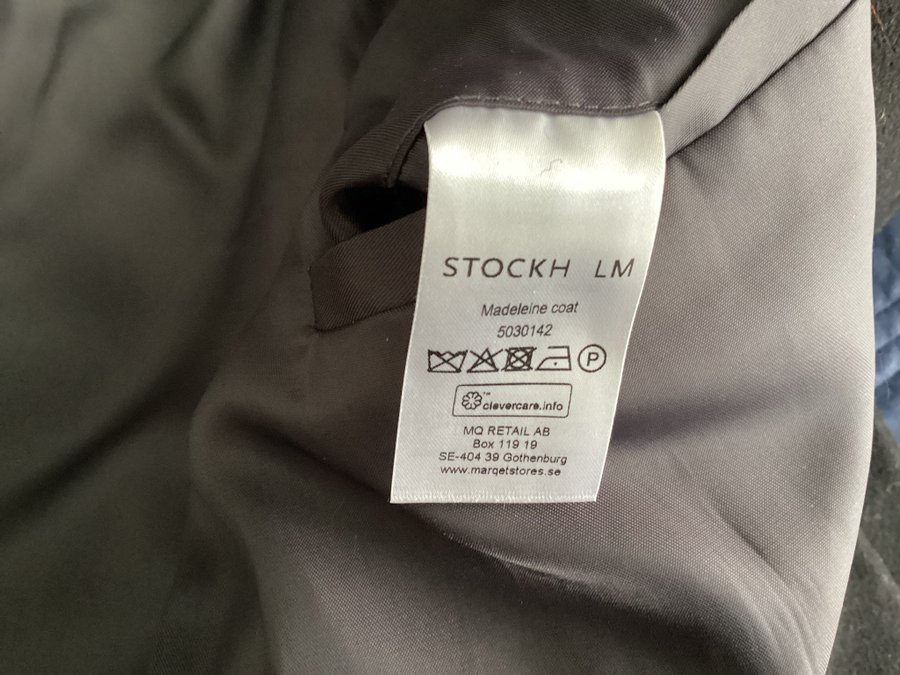 STOCKH LM
Madeleine coat
5030142
P
™
clevercare.info
MQ RETAIL AB
Box 119 19
SE-404 39 Gothenburg
www.marqetstores.se